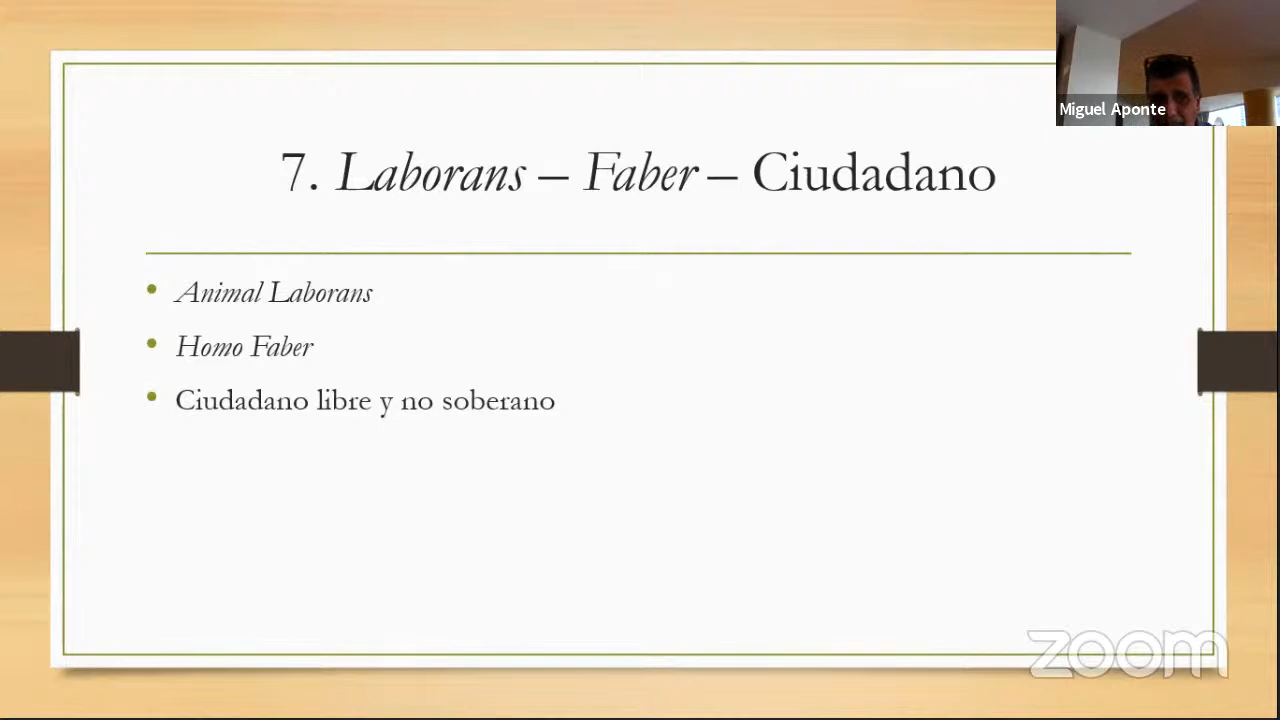 Miguel Aponte
7. Laborans – Faber – Ciudadano
• Animal Laborans
• Homo Faber
• Ciudadano libre y no soberano
zoom